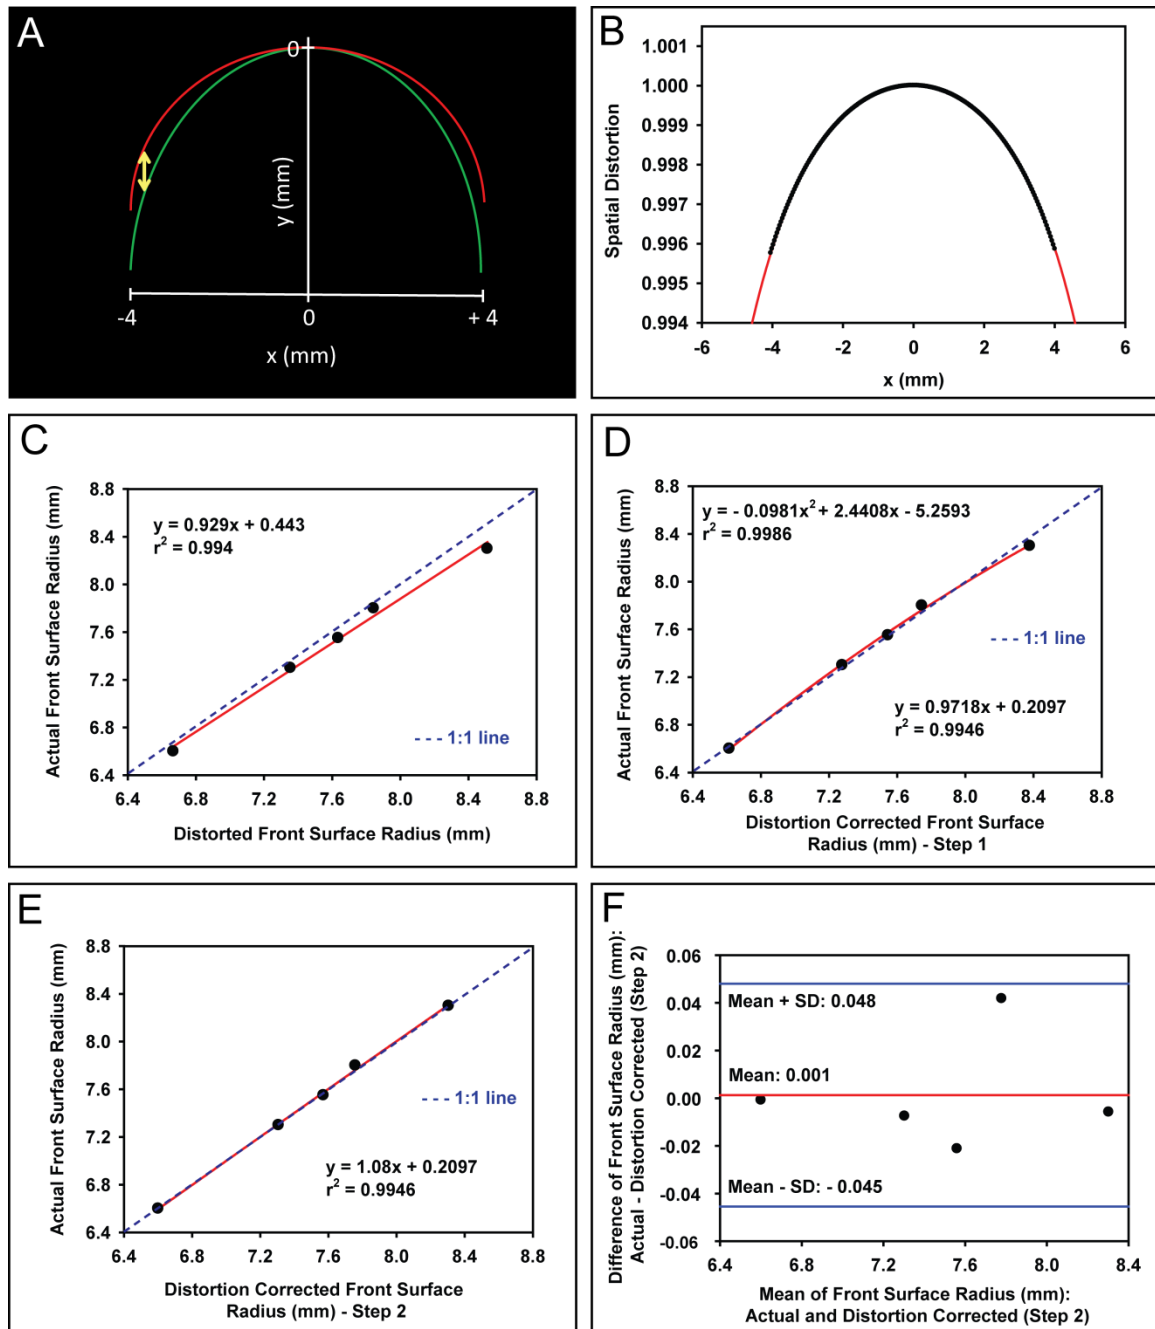 A
0
y (mm)
-4
0
+ 4
x (mm)
B
Spatial Distortion
1.001
1.000
0.999
0.998
0.997
0.996
0.995
0.994
-6
-4
-2
0
2
4
6
x (mm)
C
Actual Front Surface Radius (mm)
8.8
8.4
8.0
7.6
7.2
6.8
6.4
y = 0.929x + 0.443
r² = 0.994
1:1 line
6.4
6.8
7.2
7.6
8.0
8.4
8.8
Distorted Front Surface Radius (mm)
D
Actual Front Surface Radius (mm)
8.8
8.4
8.0
7.6
7.2
6.8
6.4
y = - 0.0981x² + 2.4408x - 5.2593
r² = 0.9986
1:1 line
y = 0.9718x + 0.2097
r² = 0.9946
6.4
6.8
7.2
7.6
8.0
8.4
8.8
Distortion Corrected Front Surface
Radius (mm) - Step 1
E
Actual Front Surface Radius (mm)
8.8
8.4
8.0
7.6
7.2
6.8
6.4
1:1 line
y = 1.08x + 0.2097
r² = 0.9946
6.4
6.8
7.2
7.6
8.0
8.4
8.8
Distortion Corrected Front Surface
Radius (mm) - Step 2
F
Difference of Front Surface Radius (mm):
Actual - Distortion Corrected (Step 2)
0.06
0.04
0.02
0.00
-0.02
-0.04
-0.06
Mean + SD: 0.048
Mean: 0.001
Mean - SD: - 0.045
6.4
6.8
7.2
7.6
8.0
8.4
Mean of Front Surface Radius (mm):
Actual and Distortion Corrected (Step 2)